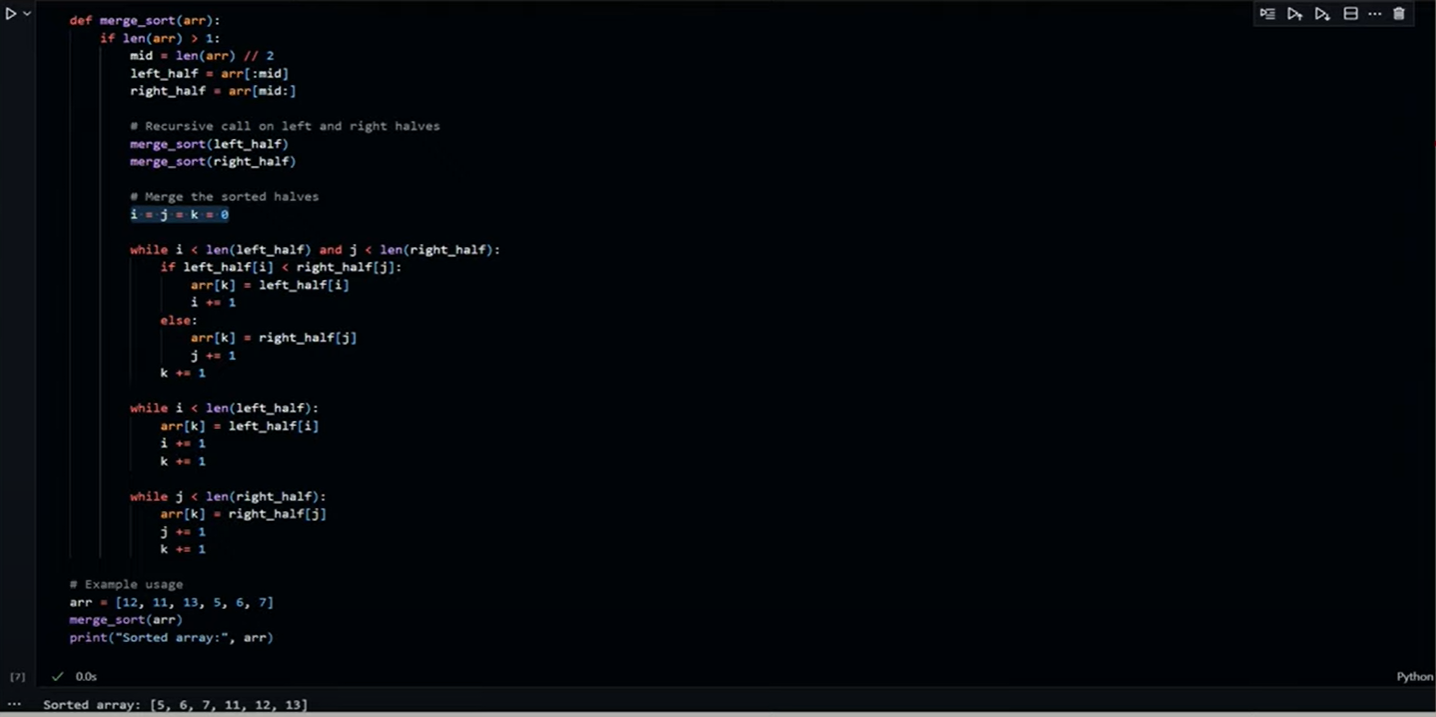 def merge_sort(arr):
    if len(arr) > 1:
        mid = len(arr) // 2
        left_half = arr[:mid]
        right_half = arr[mid:]

        # Recursive call on left and right halves
        merge_sort(left_half)
        merge_sort(right_half)

        # Merge the sorted halves
        i = j = k = 0

        while i < len(left_half) and j < len(right_half):
            if left_half[i] < right_half[j]:
                arr[k] = left_half[i]
                i += 1
            else:
                arr[k] = right_half[j]
                j += 1
            k += 1

        while i < len(left_half):
            arr[k] = left_half[i]
            i += 1
            k += 1

        while j < len(right_half):
            arr[k] = right_half[j]
            j += 1
            k += 1

# Example usage
arr = [12, 11, 13, 5, 6, 7]
merge_sort(arr)
print("Sorted array:", arr)
[7] 0.0s Python
Sorted array: [5, 6, 7, 11, 12, 13]